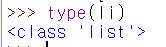 >>> type(li)
<class 'list'>